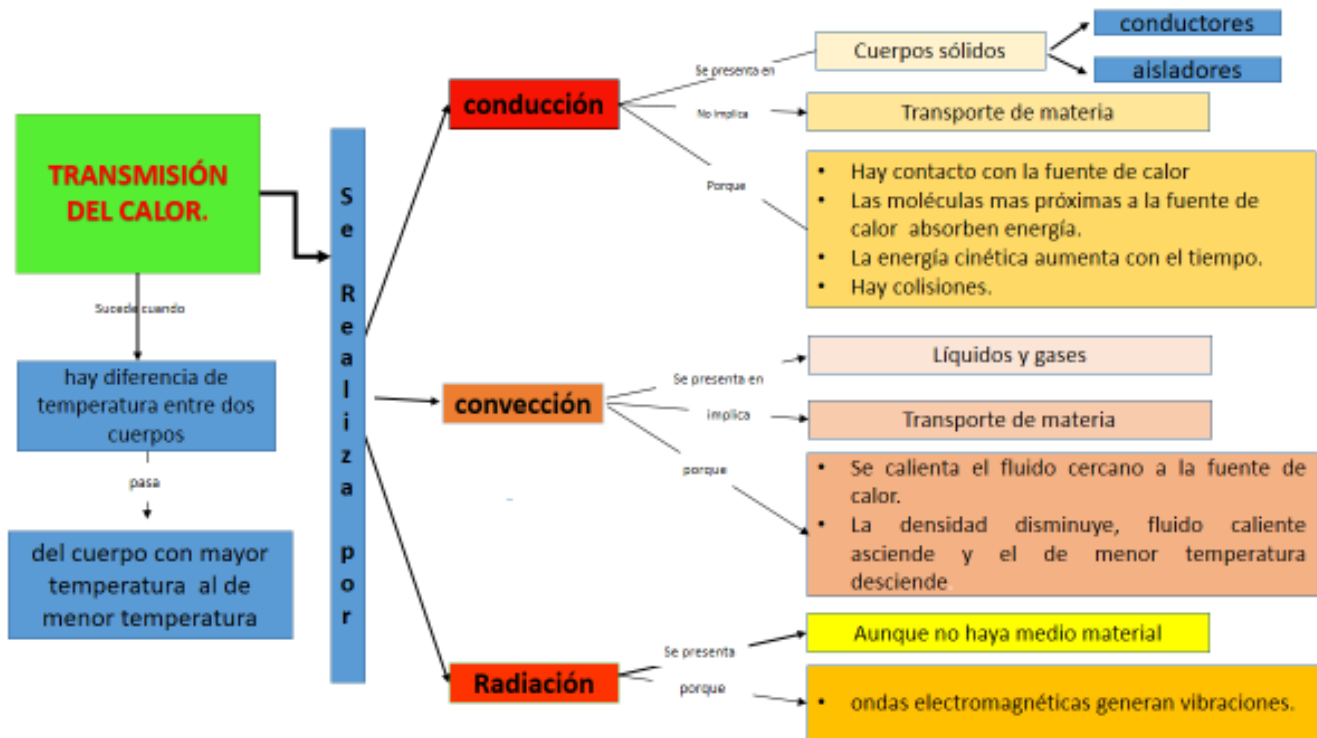 TRANSMISIÓN
DEL CALOR.
Sucede cuando
hay diferencia de
temperatura entre dos
cuerpos
pasa
del cuerpo con mayor
temperatura al de
menor temperatura
Se Realiza por
conducción
Se presenta en
Cuerpos sólidos
conductores
aisladores
No implica
Transporte de materia
Porque
• Hay contacto con la fuente de calor
• Las moléculas mas próximas a la fuente de
calor absorben energía.
• La energía cinética aumenta con el tiempo.
• Hay colisiones.
convección
Se presenta en
Líquidos y gases
implica
Transporte de materia
porque
• Se calienta el fluido cercano a la fuente de
calor.
• La densidad disminuye, fluido caliente
asciende y el de menor temperatura
desciende
Radiación
Se presenta
Aunque no haya medio material
porque
• ondas electromagnéticas generan vibraciones.